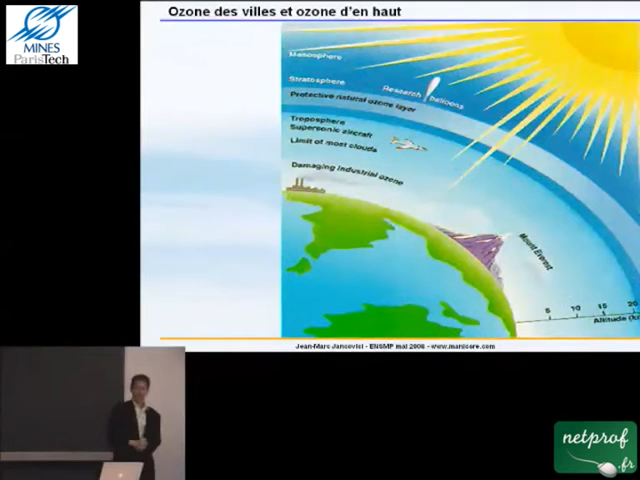 Ozone des villes et ozone d'en haut
MINES
ParisTech
Mesosphere
Stratosphere
Research balloons
Protective natural ozone layer
Troposphere
Supersonic aircraft
Limit of most clouds
Damaging industrial ozone
Mount Everest
5 10 15 20
Altitude (k
Jean-Marc Jancovici - ENSMP mai 2008 - www.manicore.com
netprof
.fr